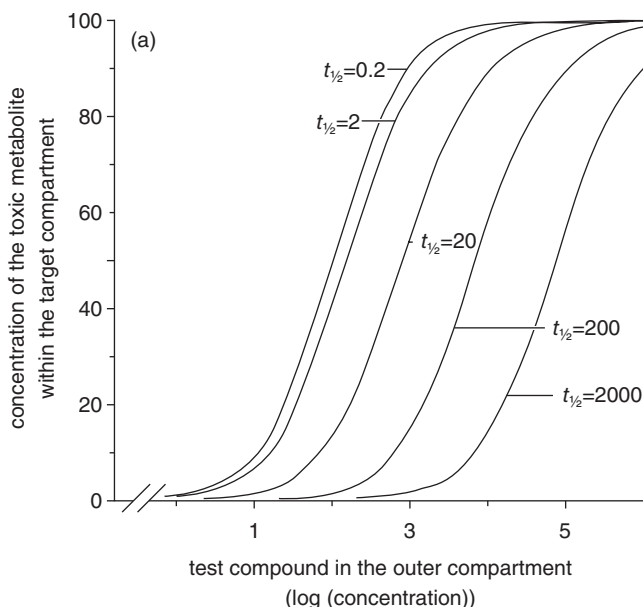 100
(a)
t½=0.2
80
t½=2
60
t½=20
40
t½=200
20
t½=2000
0
1
3
5
concentration of the toxic metabolite
within the target compartment
test compound in the outer compartment
(log (concentration))